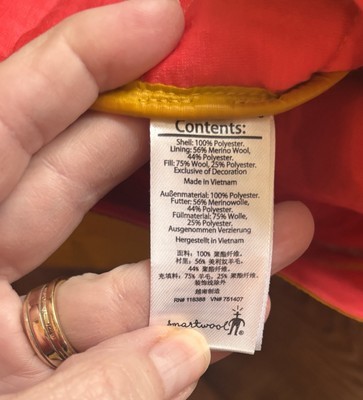 Contents:
Shell: 100% Polyester.
Lining: 56% Merino Wool,
44% Polyester.
Fill: 75% Wool, 25% Polyester.
Exclusive of Decoration
Made in Vietnam
Außenmaterial: 100% Polyester.
Futter: 56% Merinowolle,
44% Polyester.
Füllmaterial: 75% Wolle,
25% Polyester.
Ausgenommen Verzierung
Hergestellt in Vietnam
面料: 100% 聚酯纤维
衬里: 56% 美利奴羊毛,
44% 聚酯纤维
充填料: 75% 羊毛, 25% 聚酯纤维
装饰线除外
越南制造
RN# 116389 VN# 751407
smartwool